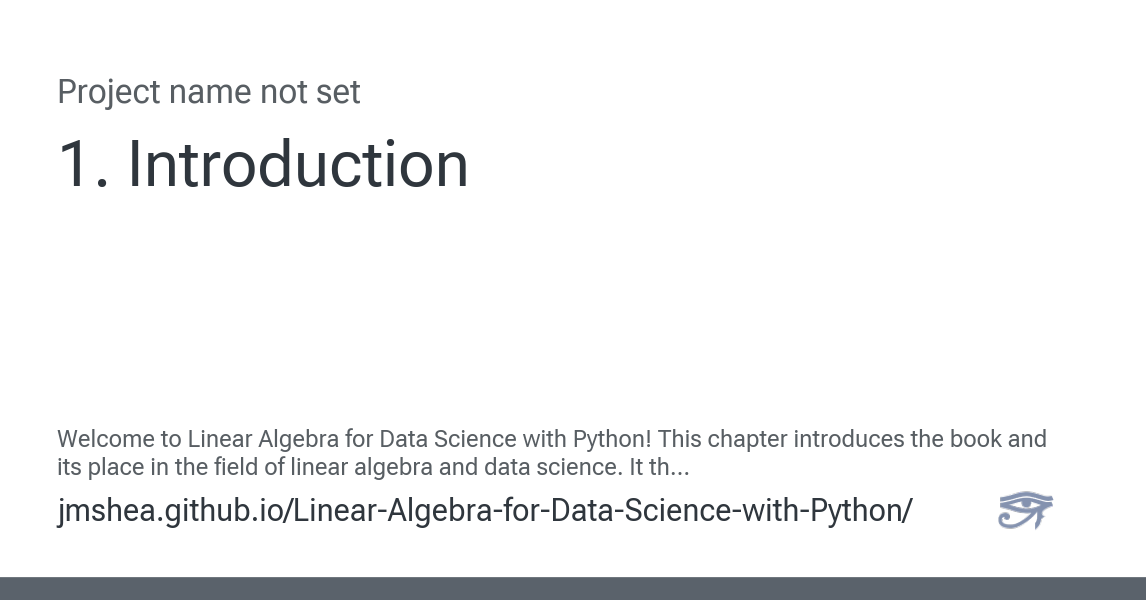 Project name not set
1. Introduction
Welcome to Linear Algebra for Data Science with Python! This chapter introduces the book and
its place in the field of linear algebra and data science. It th...
jmshea.github.io/Linear-Algebra-for-Data-Science-with-Python/